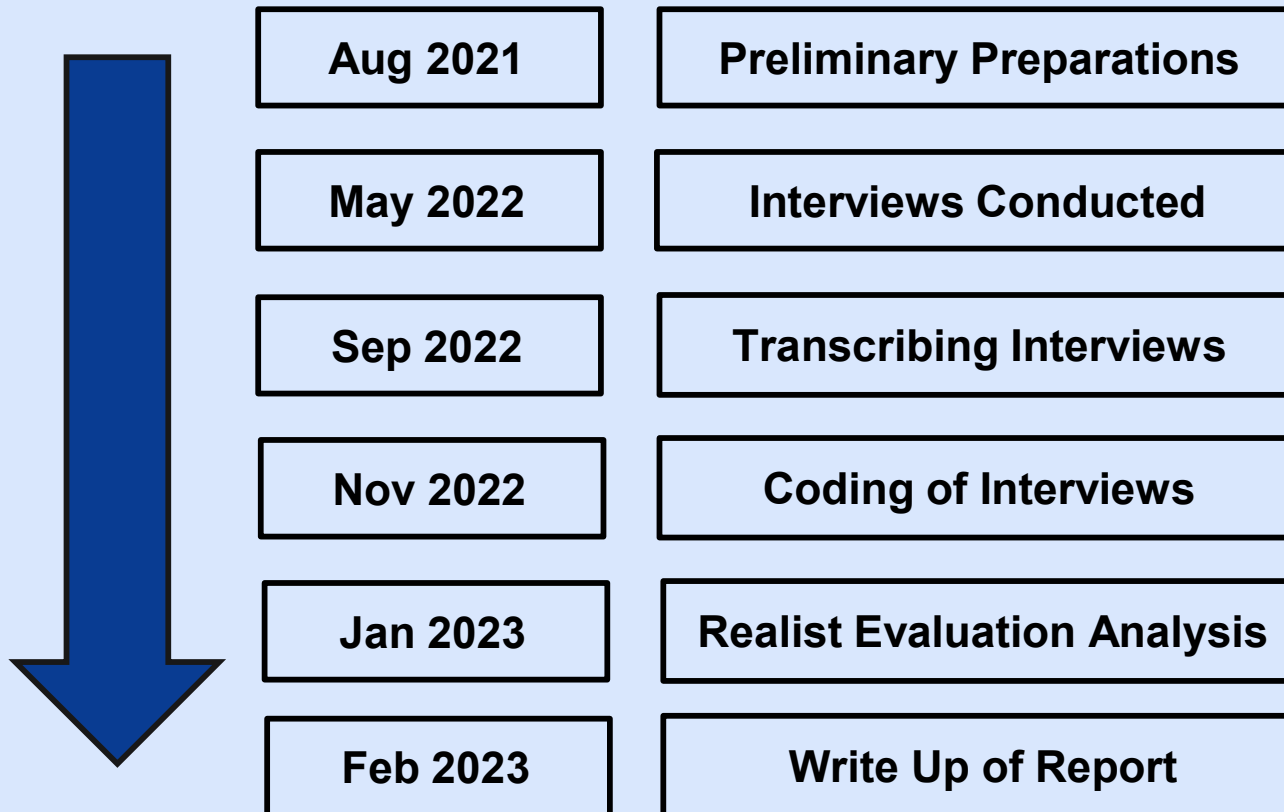 Aug 2021 Preliminary Preparations
May 2022 Interviews Conducted
Sep 2022 Transcribing Interviews
Nov 2022 Coding of Interviews
Jan 2023 Realist Evaluation Analysis
Feb 2023 Write Up of Report